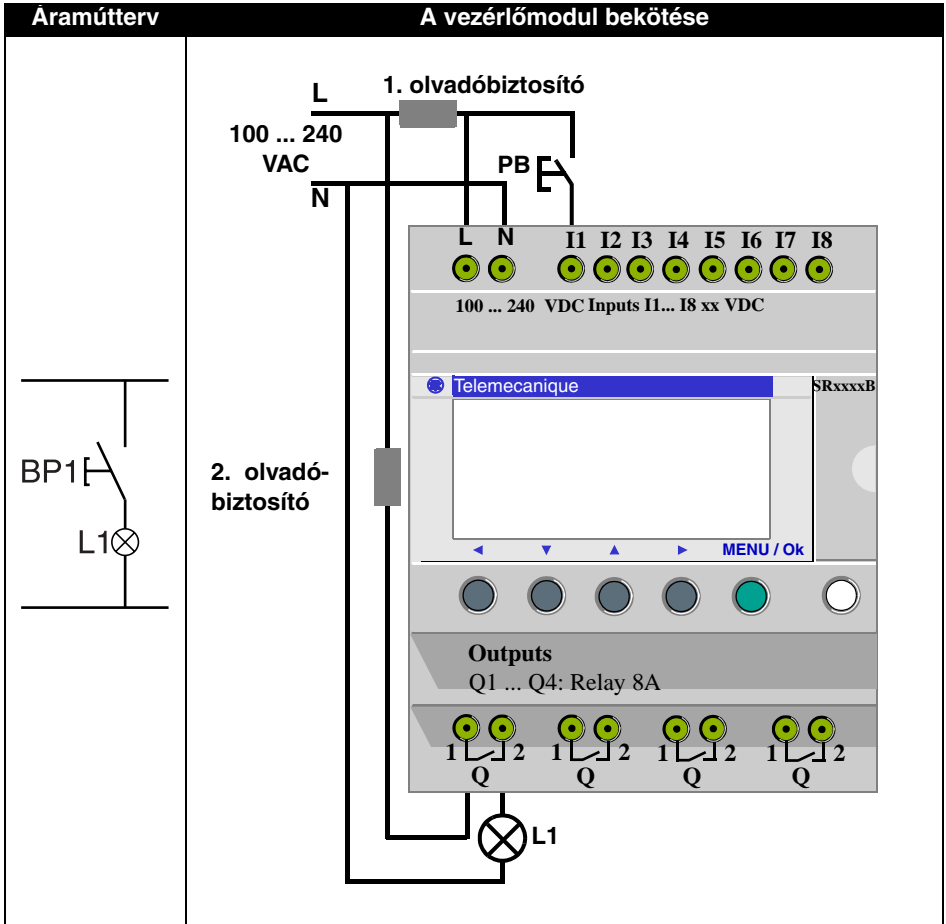 Áramútterv
A vezérlőmodul bekötése
L
1. olvadóbiztosító
100 ... 240
VAC
N
PB
L N I1 I2 I3 I4 I5 I6 I7 I8
100 ... 240 VDC Inputs I1... I8 xx VDC
Telemecanique
SRxxxxB
BP1
L1
2. olvadó-
biztosító
MENU / Ok
Outputs
Q1 ... Q4: Relay 8A
1 2 1 2 1 2 1 2
Q Q Q Q
L1